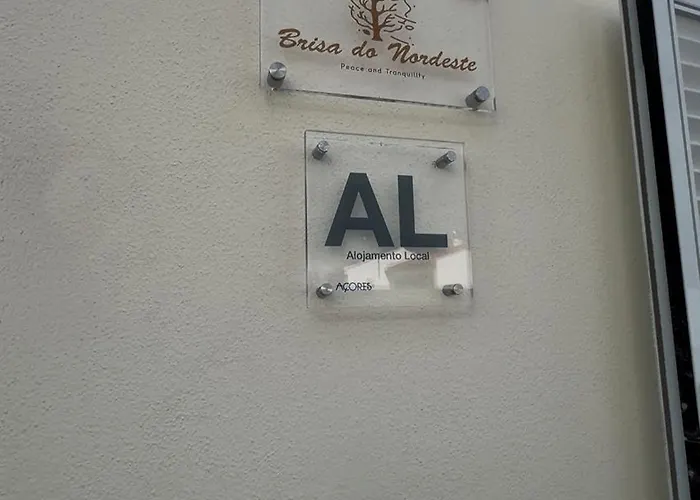 Brisa do Nordeste
Peace and Tranquility
AL
Alojamento Local
AÇORES